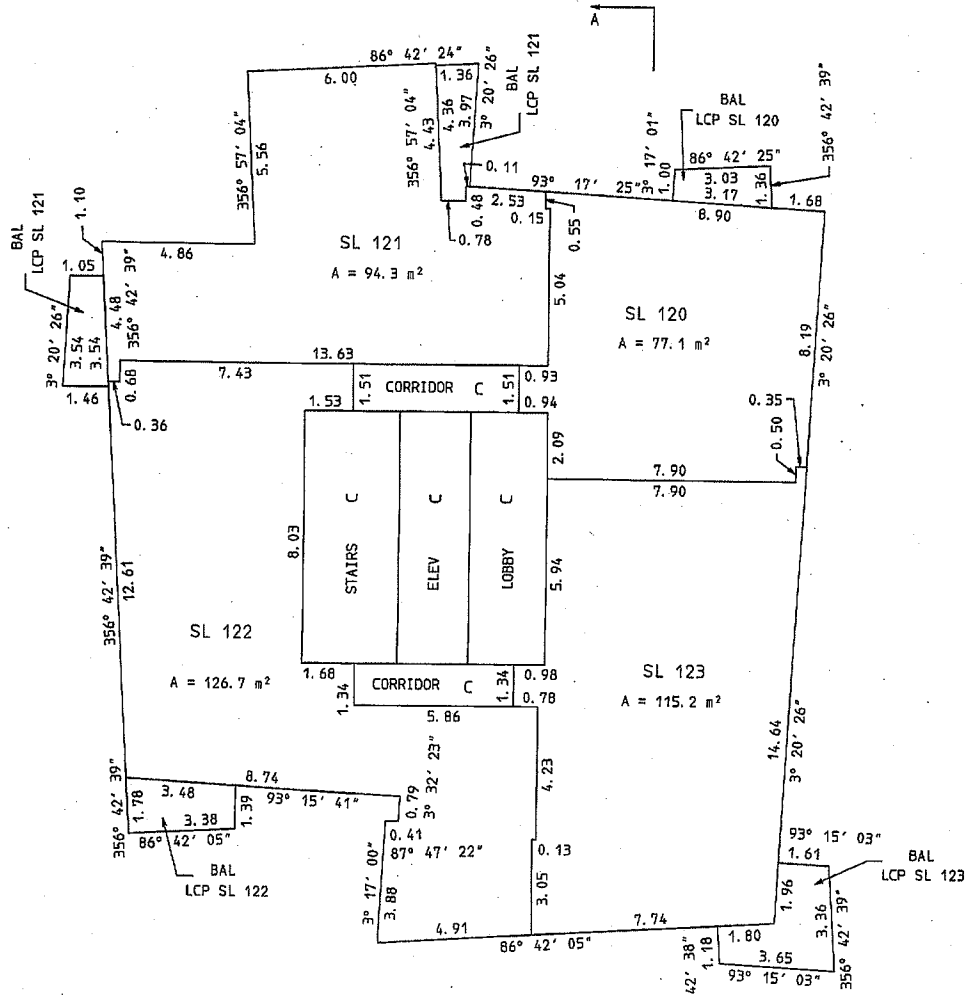 A
86° 42' 24"
6.00
1.36
3° 20' 26"
BAL
LCP SL 121
4.36
3.97
356° 57' 04"
4.43
356° 57' 04"
5.56
0.11
93° 17' 25"
3° 17' 01"
1.00
BAL
LCP SL 120
86° 42' 25"
3.03
3.17
8.90
1.36
356° 42' 39"
1.68
BAL
LCP SL 121
1.10
4.86
SL 121
A = 94.3 m²
0.78
0.48
2.53
0.15
0.55
5.04
1.05
3° 20' 26"
3.54
3.54
4.48
356° 42' 39"
1.46
0.68
0.36
7.43
13.63
SL 120
A = 77.1 m²
8.19
3° 20' 26"
1.53
1.51
CORRIDOR C
1.51
0.93
0.94
2.09
0.35
0.50
7.90
7.90
8.03
STAIRS C
ELEV C
LOBBY C
5.94
356° 42' 39"
12.61
SL 122
A = 126.7 m²
SL 123
A = 115.2 m²
1.68
1.34
CORRIDOR C
1.34
0.98
0.78
5.86
14.64
3° 20' 26"
4.23
356° 42' 39"
1.78
3.48
8.74
93° 15' 41"
3.38
1.39
86° 42' 05"
BAL
LCP SL 122
0.79
3° 32' 23"
0.41
87° 47' 22"
3° 17' 00"
3.88
0.13
3.05
4.91
86° 42' 05"
7.74
93° 15' 03"
1.61
BAL
LCP SL 123
1.96
3.36
356° 42' 39"
1.80
42' 38"
1.18
3.65
93° 15' 03"